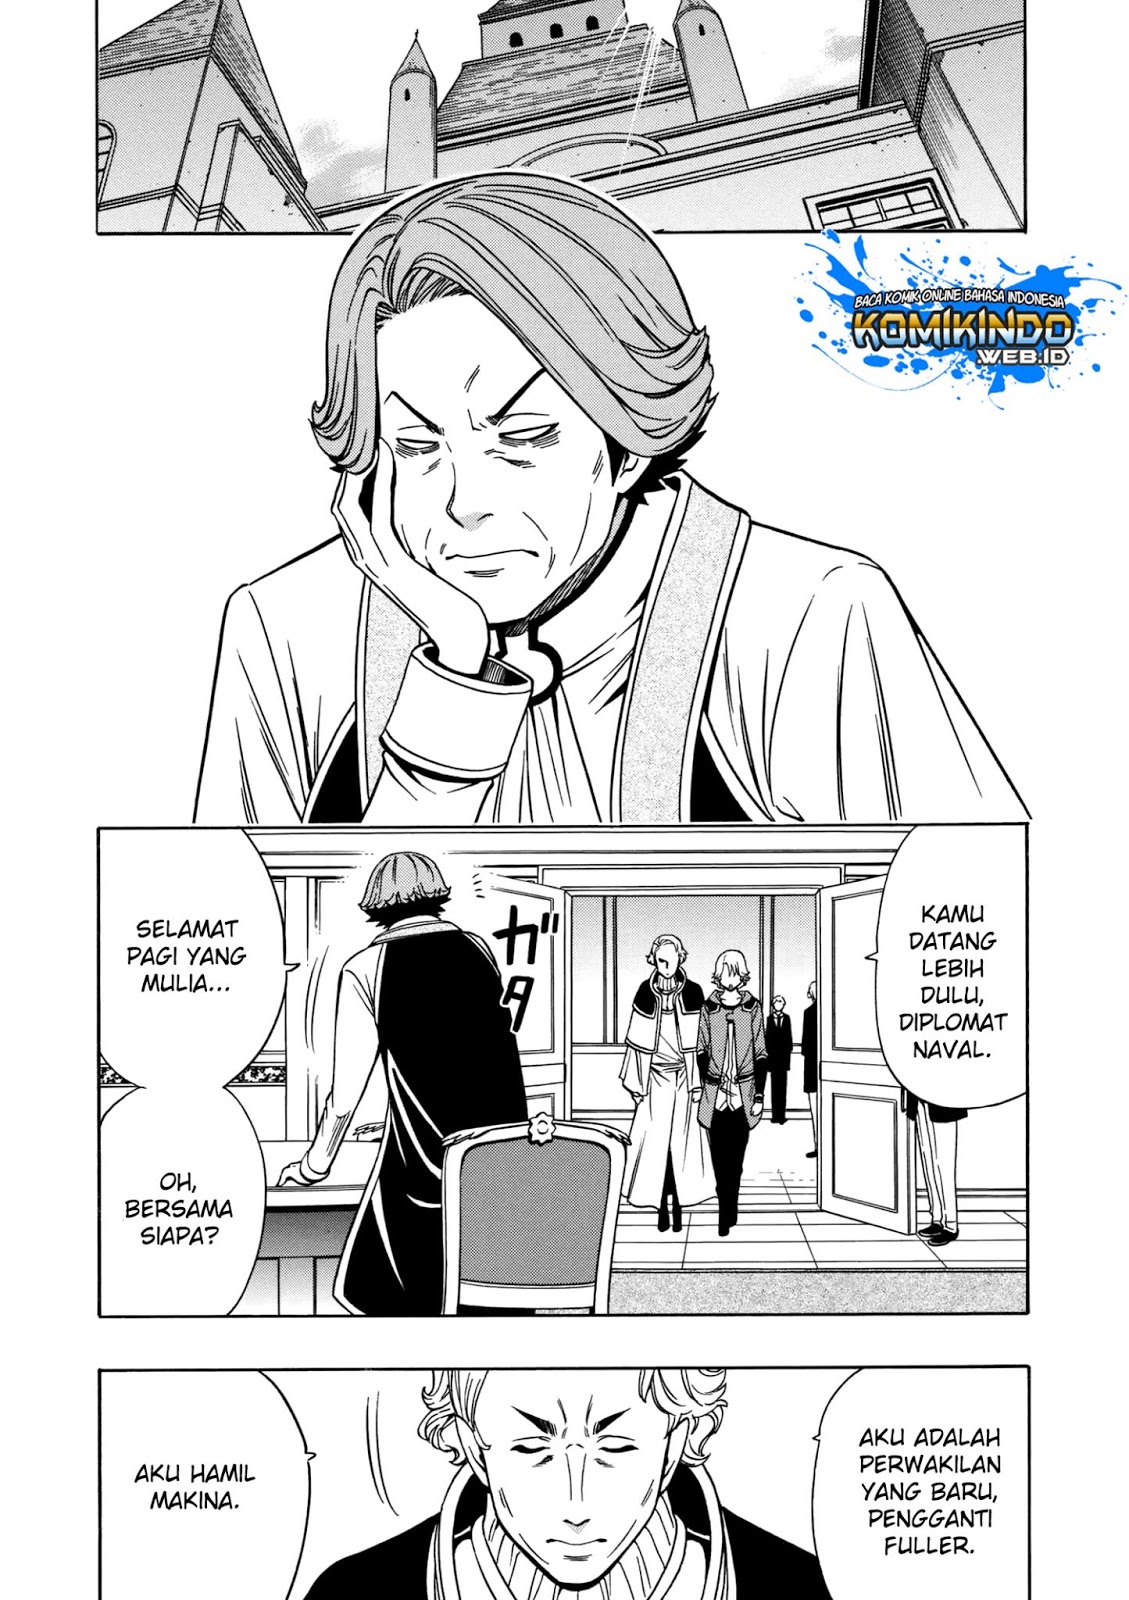 BACA KOMIK ONLINE BAHASA INDONESIA
KOMIKINDO
.WEB.ID
KAMU
DATANG
LEBIH
DULU,
DIPLOMAT
NAVAL.
ガタ
SELAMAT
PAGI YANG
MULIA...
OH,
BERSAMA
SIAPA?
AKU ADALAH
PERWAKILAN
YANG BARU,
PENGGANTI
FULLER.
AKU HAMIL
MAKINA.